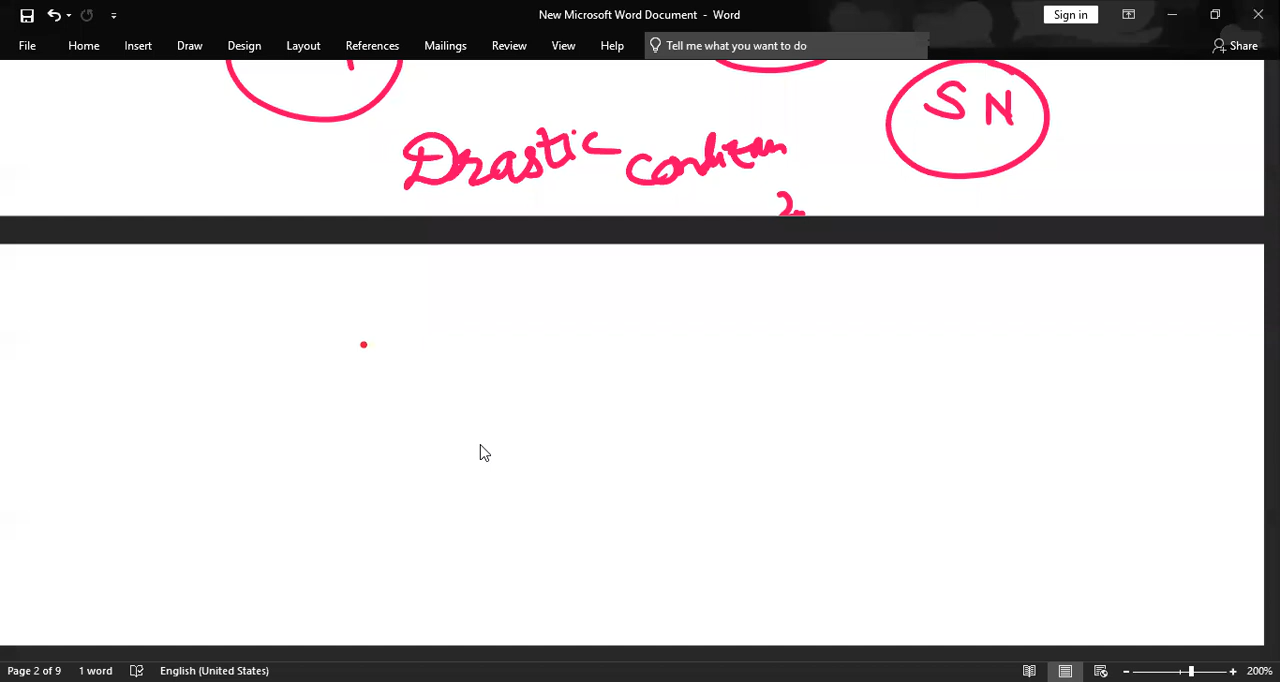 New Microsoft Word Document - Word
Sign in
File Home Insert Draw Design Layout References Mailings Review View Help Tell me what you want to do Share
S N
Drastic condition
2
Page 2 of 9 1 word English (United States) 200%